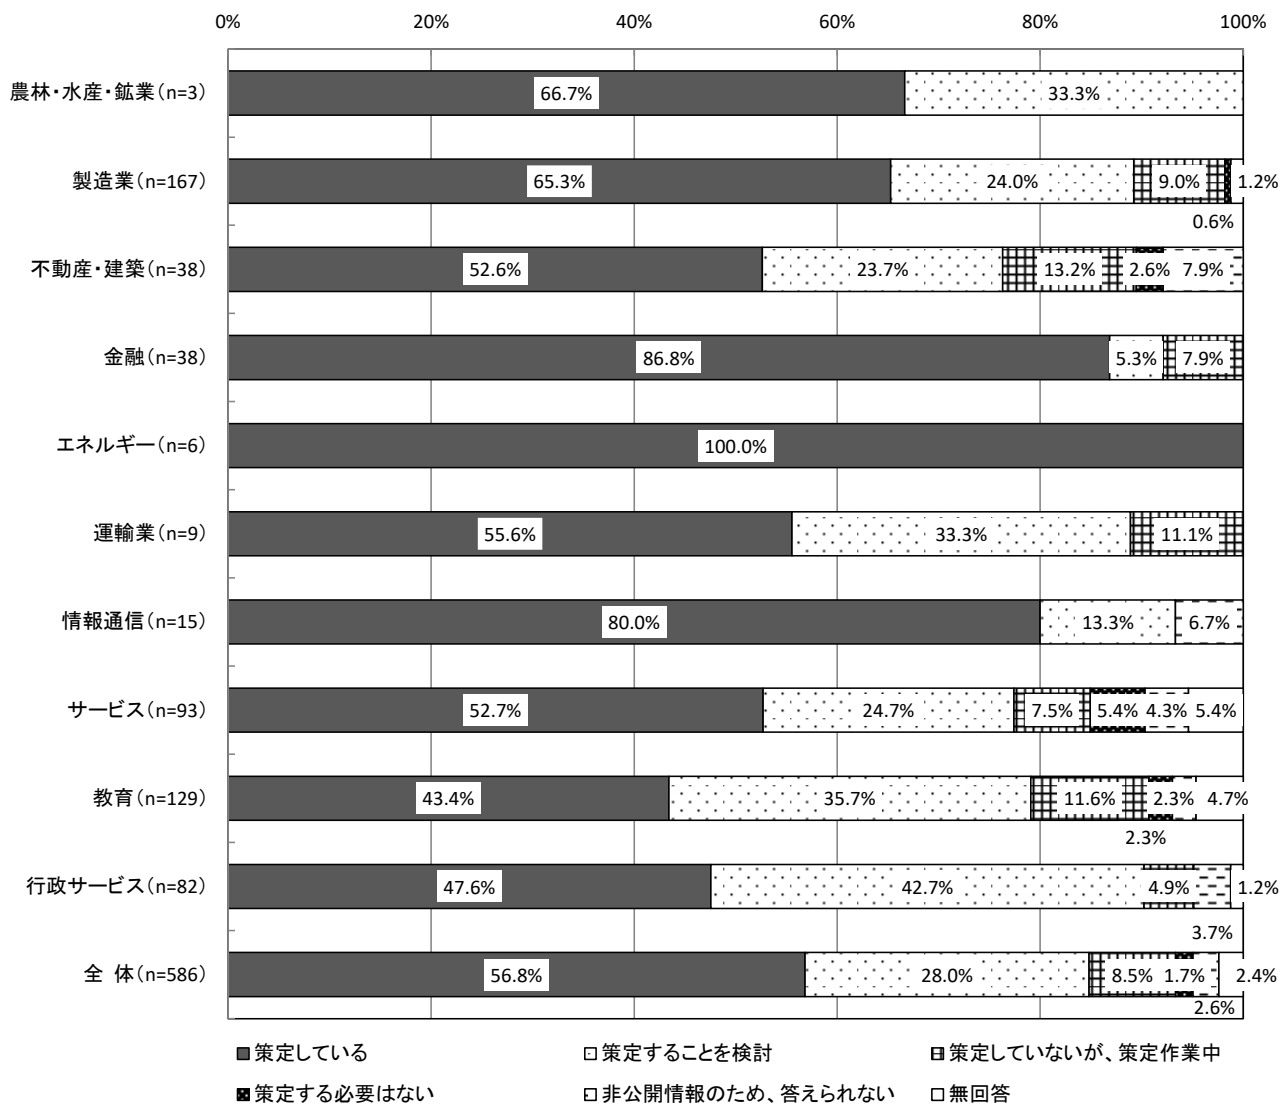 0% 20% 40% 60% 80% 100%
農林・水産・鉱業(n=3) 66.7% 33.3%
製造業(n=167) 65.3% 24.0% 9.0% 1.2%
0.6%
不動産・建築(n=38) 52.6% 23.7% 13.2% 2.6% 7.9%
金融(n=38) 86.8% 5.3% 7.9%
エネルギー(n=6) 100.0%
運輸業(n=9) 55.6% 33.3% 11.1%
情報通信(n=15) 80.0% 13.3% 6.7%
サービス(n=93) 52.7% 24.7% 7.5% 5.4% 4.3% 5.4%
教育(n=129) 43.4% 35.7% 11.6% 2.3% 4.7%
2.3%
行政サービス(n=82) 47.6% 42.7% 4.9% 1.2%
3.7%
全 体(n=586) 56.8% 28.0% 8.5% 1.7% 2.4%
2.6%
策定している 策定することを検討 策定していないが、策定作業中
策定する必要はない 非公開情報のため、答えられない 無回答